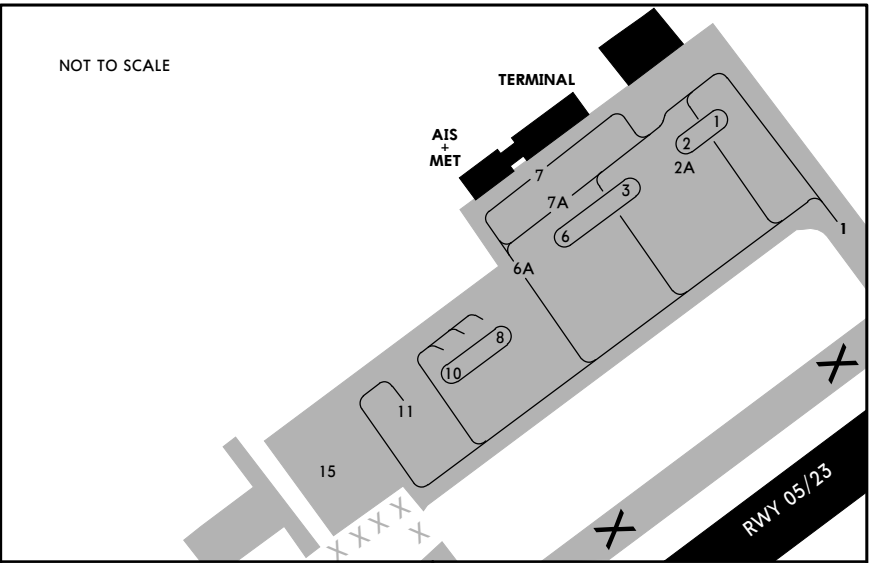 NOT TO SCALE
TERMINAL
AIS
+
MET
1
2
2A
7
3
7A
6
1
6A
8
10
11
15
RWY 05/23